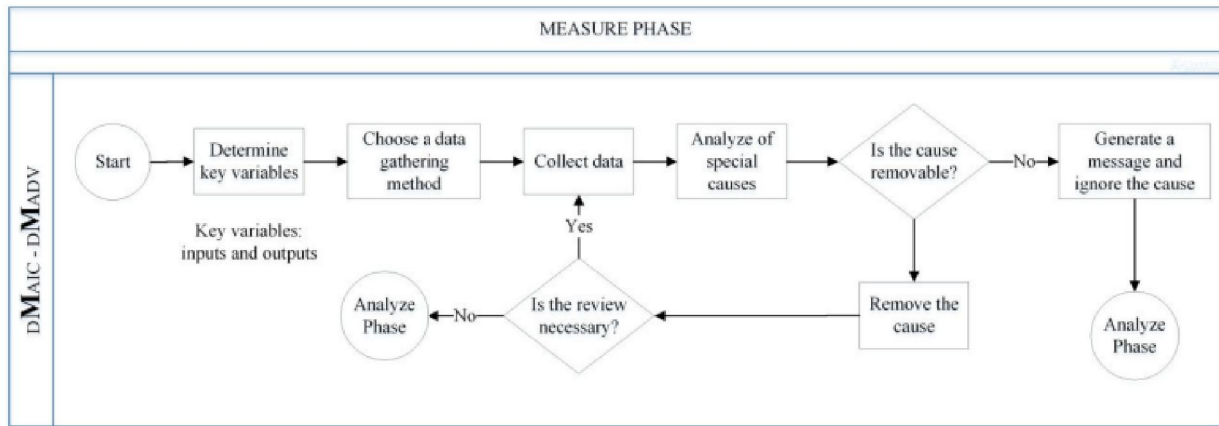 MEASURE PHASE
DMAIC - DMADV
Start
Determine
key variables
Key variables:
inputs and outputs
Choose a data
gathering
method
Collect data
Analyze of
special
causes
Is the cause
removable?
No
Generate a
message and
ignore the cause
Yes
Analyze
Phase
No
Is the review
necessary?
Remove the
cause
Analyze
Phase